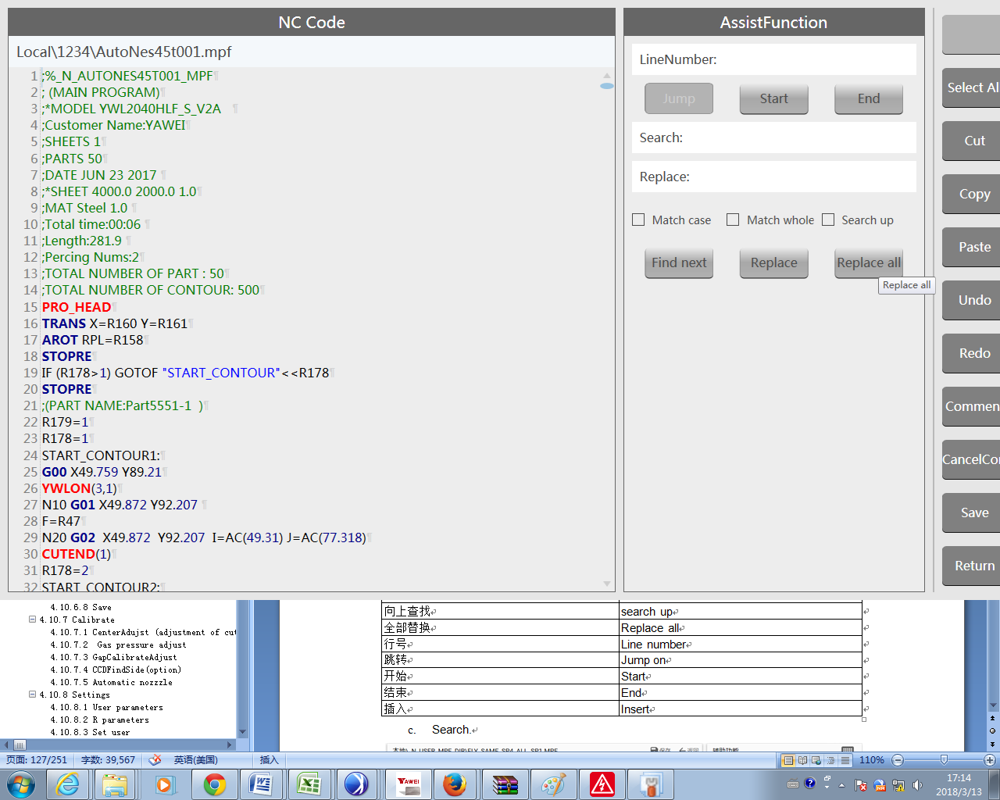 NC Code
Local\1234\AutoNes45t001.mpf
1 ;%_N_AUTONES45T001_MPF
2 ; (MAIN PROGRAM)
3 ;*MODEL YWL2040HLF_S_V2A
4 ;Customer Name:YAWEI
5 ;SHEETS 1
6 ;PARTS 50
7 ;DATE JUN 23 2017
8 ;*SHEET 4000.0 2000.0 1.0
9 ;MAT Steel 1.0
10 ;Total time:00:06
11 ;Length:281.9
12 ;Percing Nums:2
13 ;TOTAL NUMBER OF PART : 50
14 ;TOTAL NUMBER OF CONTOUR: 500
15 PRO_HEAD
16 TRANS X=R160 Y=R161
17 AROT RPL=R158
18 STOPRE
19 IF (R178>1) GOTOF "START_CONTOUR"<<R178
20 STOPRE
21 ;(PART NAME:Part5551-1 )
22 R179=1
23 R178=1
24 START_CONTOUR1:
25 G00 X49.759 Y89.21
26 YWLON(3,1)
27 N10 G01 X49.872 Y92.207
28 F=R47
29 N20 G02 X49.872 Y92.207 I=AC(49.31) J=AC(77.318)
30 CUTEND(1)
31 R178=2
32 START_CONTOUR2:
AssistFunction
LineNumber:
Jump Start End
Search:
Replace:
Match case Match whole Search up
Find next Replace Replace all
Replace all
Select Al
Cut
Copy
Paste
Undo
Redo
Commen
CancelCo
Save
Return
4.10.6.8 Save
4.10.7 Calibrate
4.10.7.1 CenterAdujst (adjustment of cut
4.10.7.2 Gas pressure adjust
4.10.7.3 GapCalibrateAdjust
4.10.7.4 CCDFindSide(option)
4.10.7.5 Automatic nozzzle
4.10.8 Settings
4.10.8.1 User parameters
4.10.8.2 R parameters
4.10.8.3 Set user
向上查找 search up
全部替换 Replace all
行号 Line number
跳转 Jump on
开始 Start
结束 End
插入 Insert
c. Search.
页面: 127/251 字数: 39,567 英语(美国) 插入 110%
YAWEI
17:14
2018/3/13